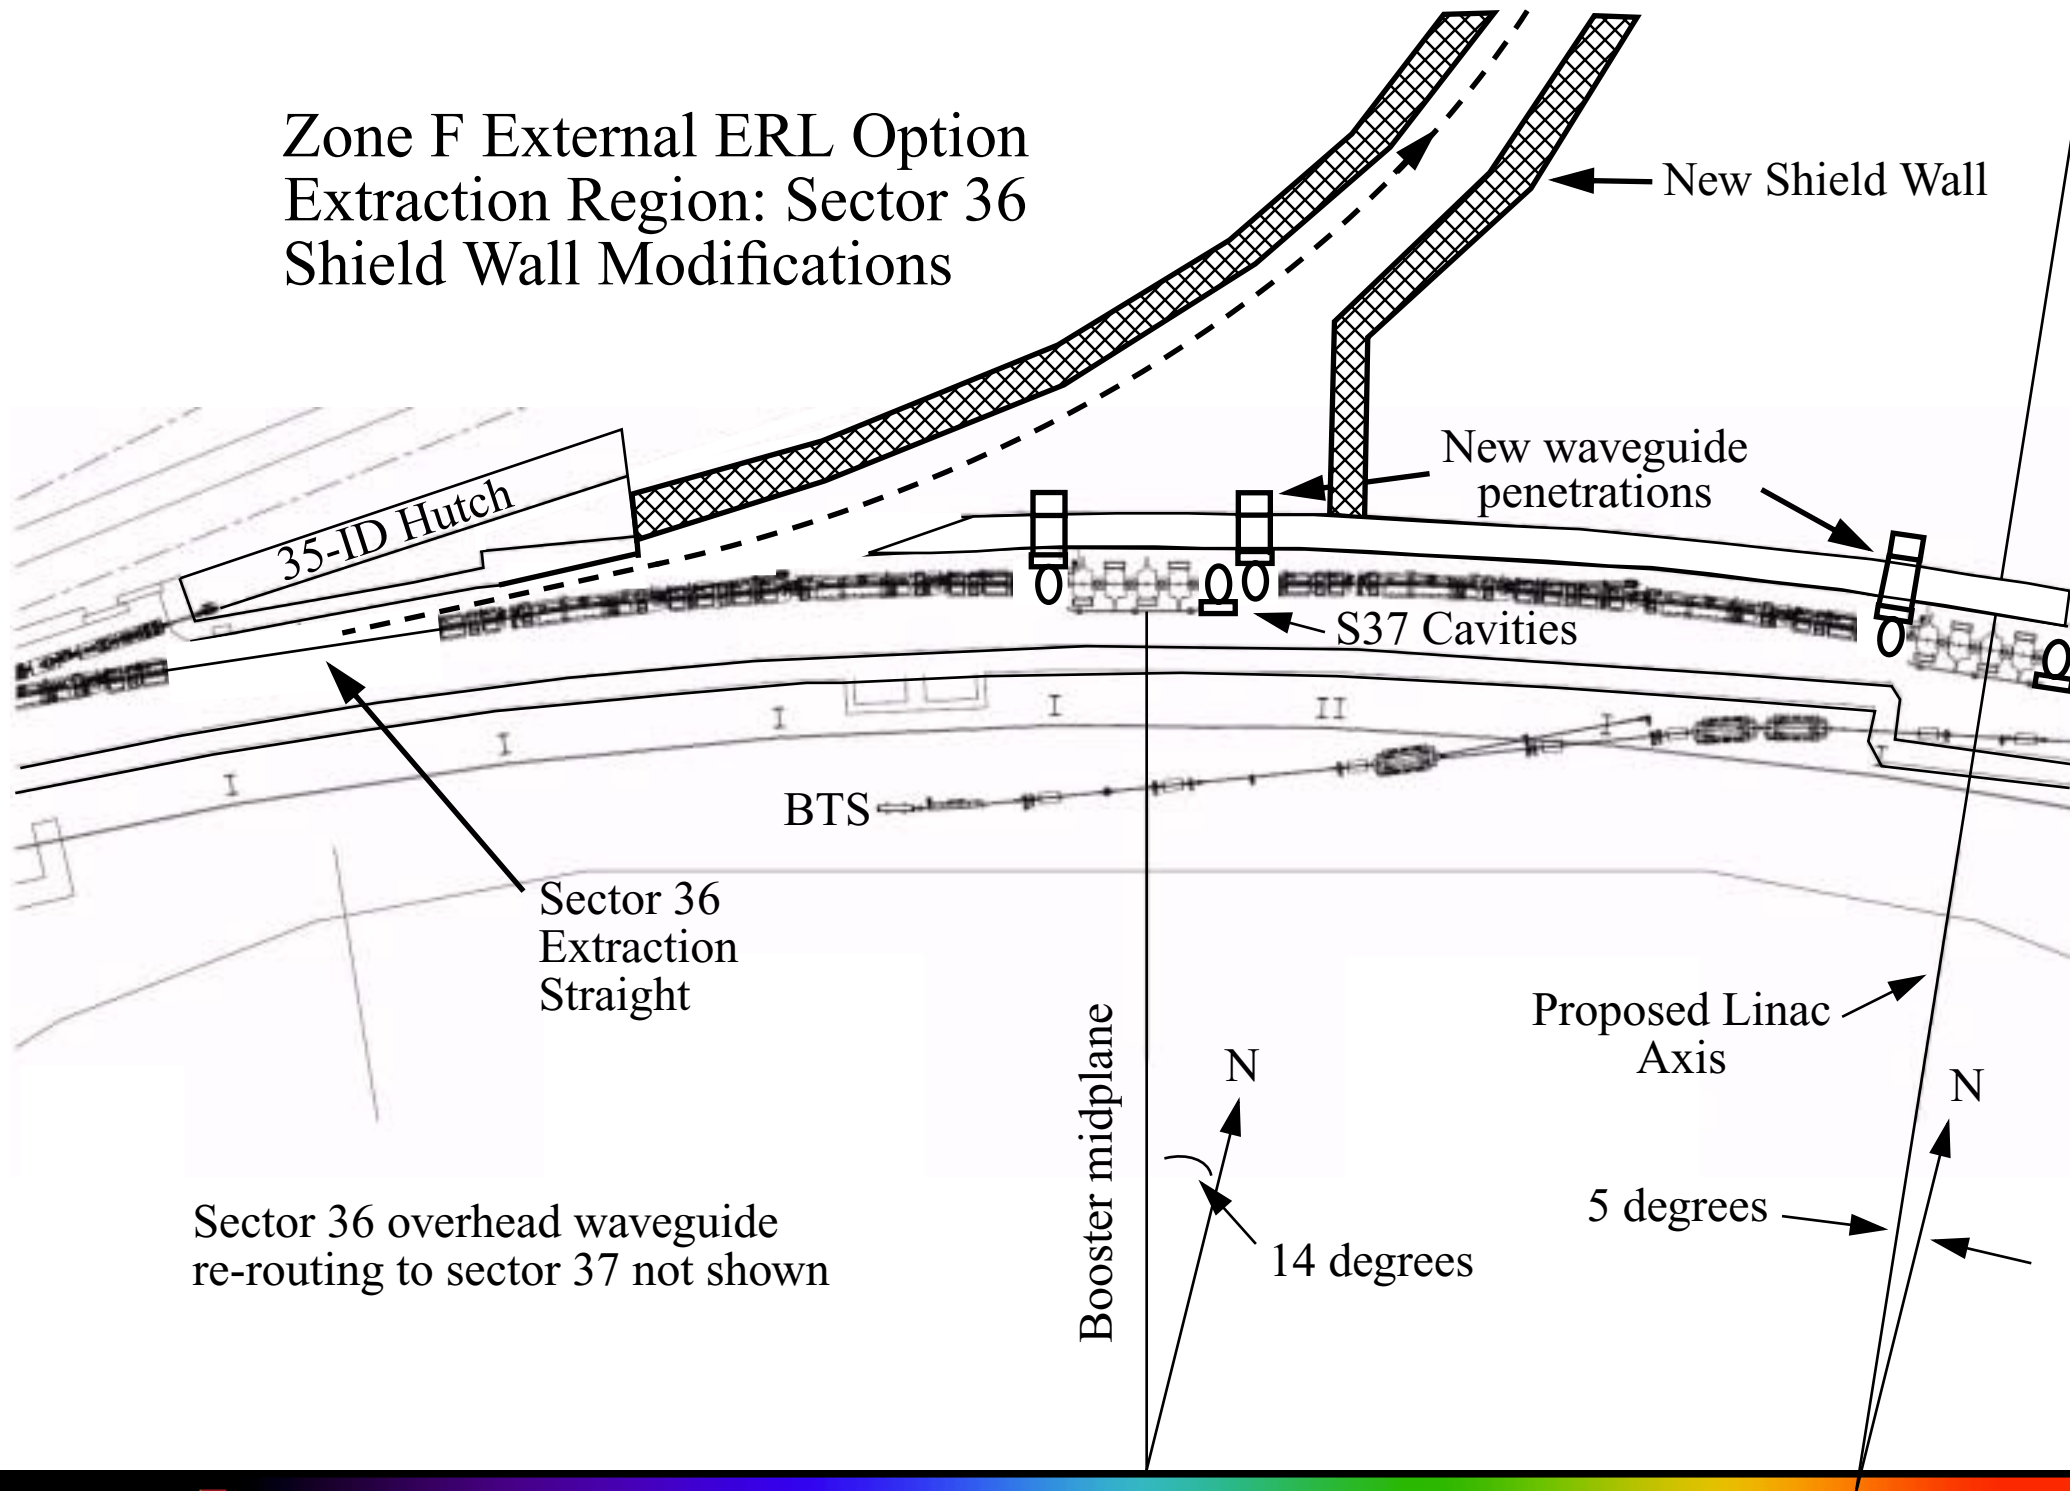 Zone F External ERL Option
Extraction Region: Sector 36
Shield Wall Modifications
New Shield Wall
New waveguide
penetrations
35-ID Hutch
S37 Cavities
I
I
I
I
II
I
I
BTS
Sector 36
Extraction
Straight
Proposed Linac
Axis
Booster midplane
N
N
5 degrees
14 degrees
Sector 36 overhead waveguide
re-routing to sector 37 not shown